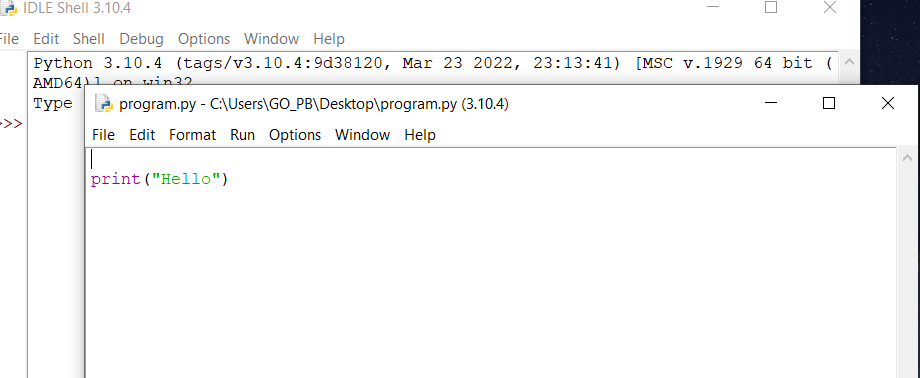 IDLE Shell 3.10.4
File Edit Shell Debug Options Window Help
Python 3.10.4 (tags/v3.10.4:9d38120, Mar 23 2022, 23:13:41) [MSC v.1929 64 bit (
AMD64)] on win32
Type
>>>
program.py - C:\Users\GO_PB\Desktop\program.py (3.10.4)
File Edit Format Run Options Window Help
print("Hello")